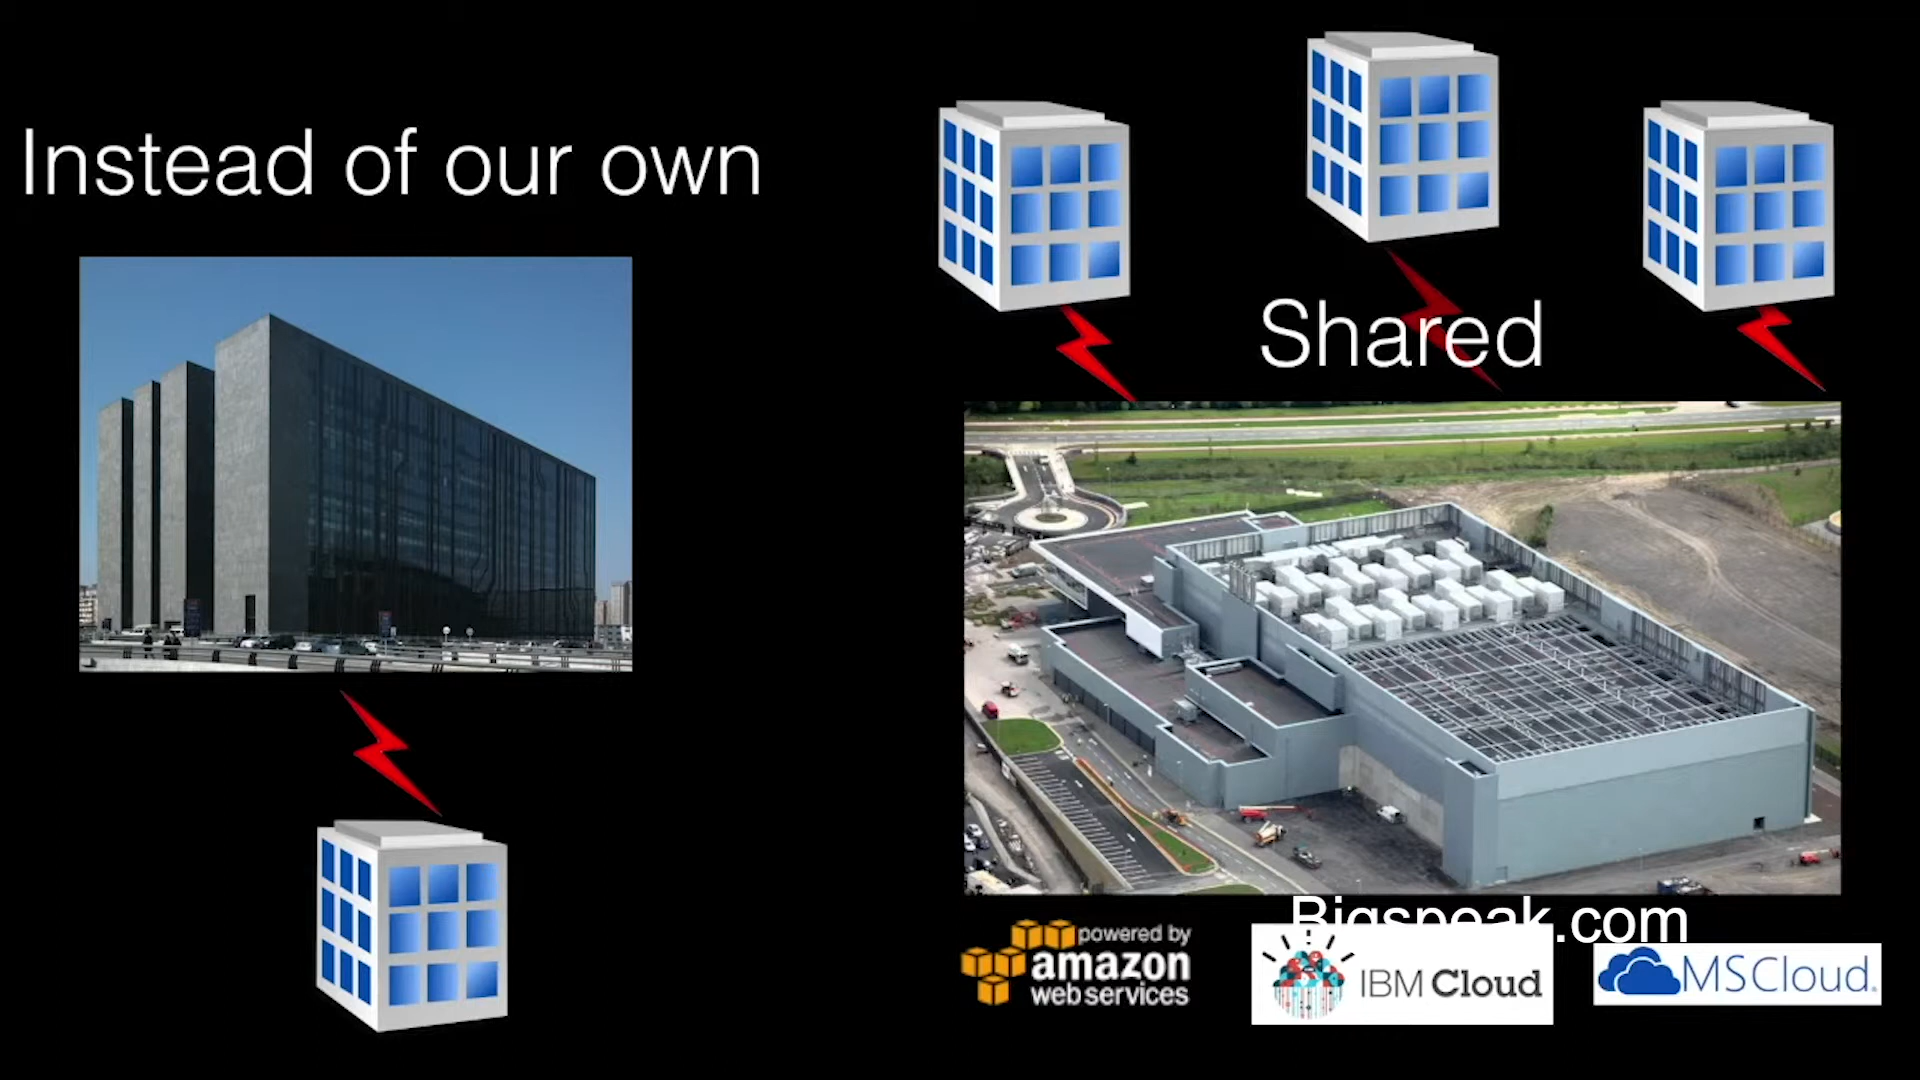 Instead of our own
Shared
Bigspeak.com
powered by
amazon
web services
IBM Cloud
MSCloud